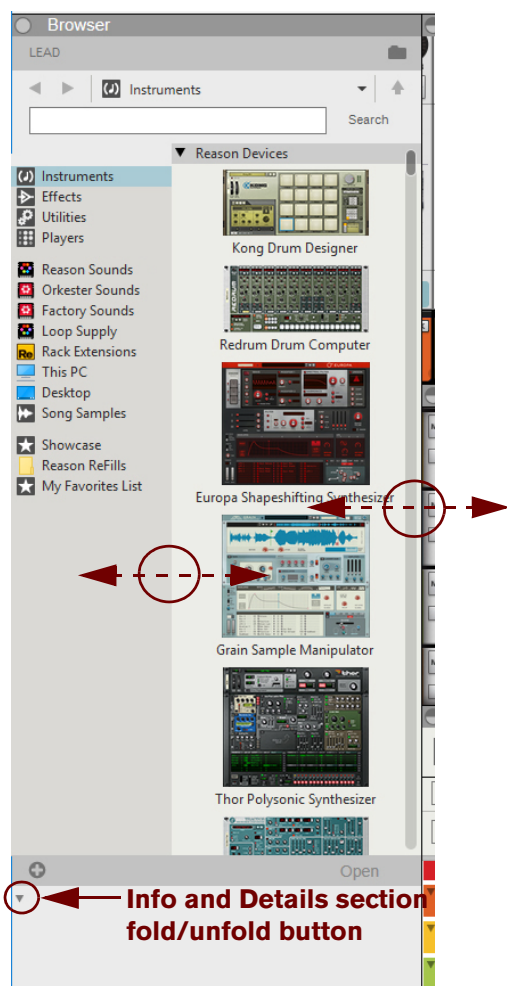 Browser
LEAD
Instruments
Search
Reason Devices
Instruments
Effects
Utilities
Players
Reason Sounds
Orkester Sounds
Factory Sounds
Loop Supply
Re Rack Extensions
This PC
Desktop
Song Samples
Showcase
Reason ReFills
My Favorites List
Kong Drum Designer
Redrum Drum Computer
Europa Shapeshifting Synthesizer
Grain Sample Manipulator
thor
Thor Polysonic Synthesizer
Open
Info and Details section
fold/unfold button